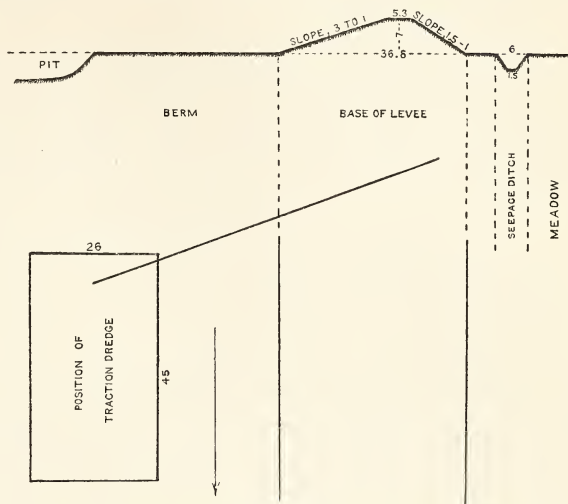 SLOPE, 3 TO 1
5.3
SLOPE, 1.5-1
7
36.8
6
1.5
PIT
BERM
BASE OF LEVEE
SEEPAGE DITCH
MEADOW
26
POSITION OF
TRACTION DREDGE
45